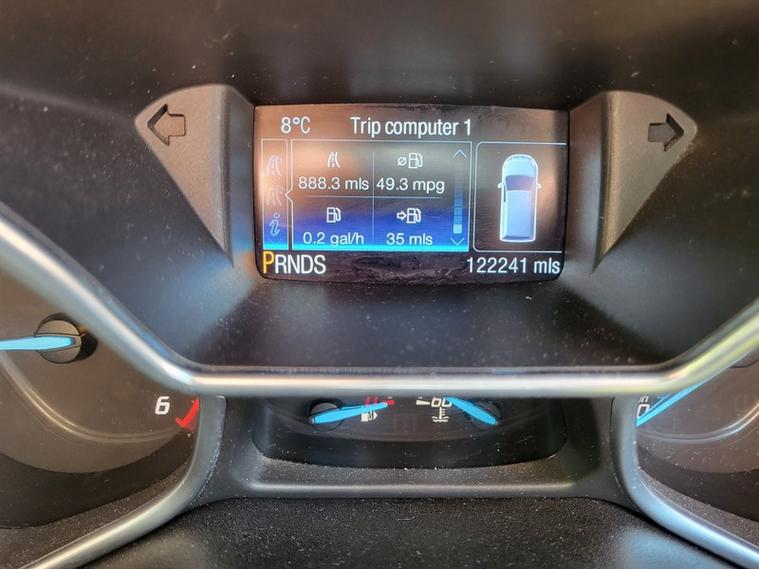 8°C Trip computer 1
888.3 mls 49.3 mpg
0.2 gal/h 35 mls
PRNDS 122241 mls
6